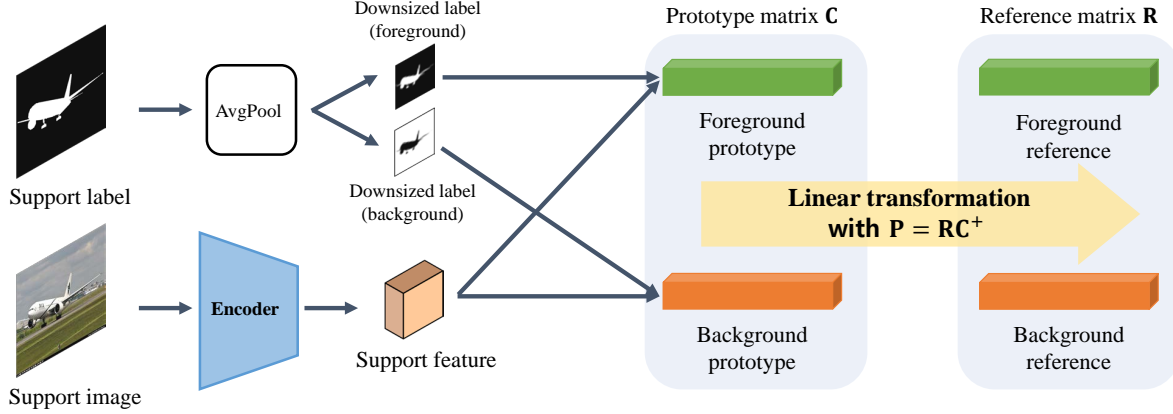 Downsized label
(foreground)
Prototype matrix C
Reference matrix R
AvgPool
Foreground
prototype
Foreground
reference
Support label
Downsized label
(background)
Linear transformation
with P = RC⁺
Encoder
Support feature
Background
prototype
Background
reference
Support image